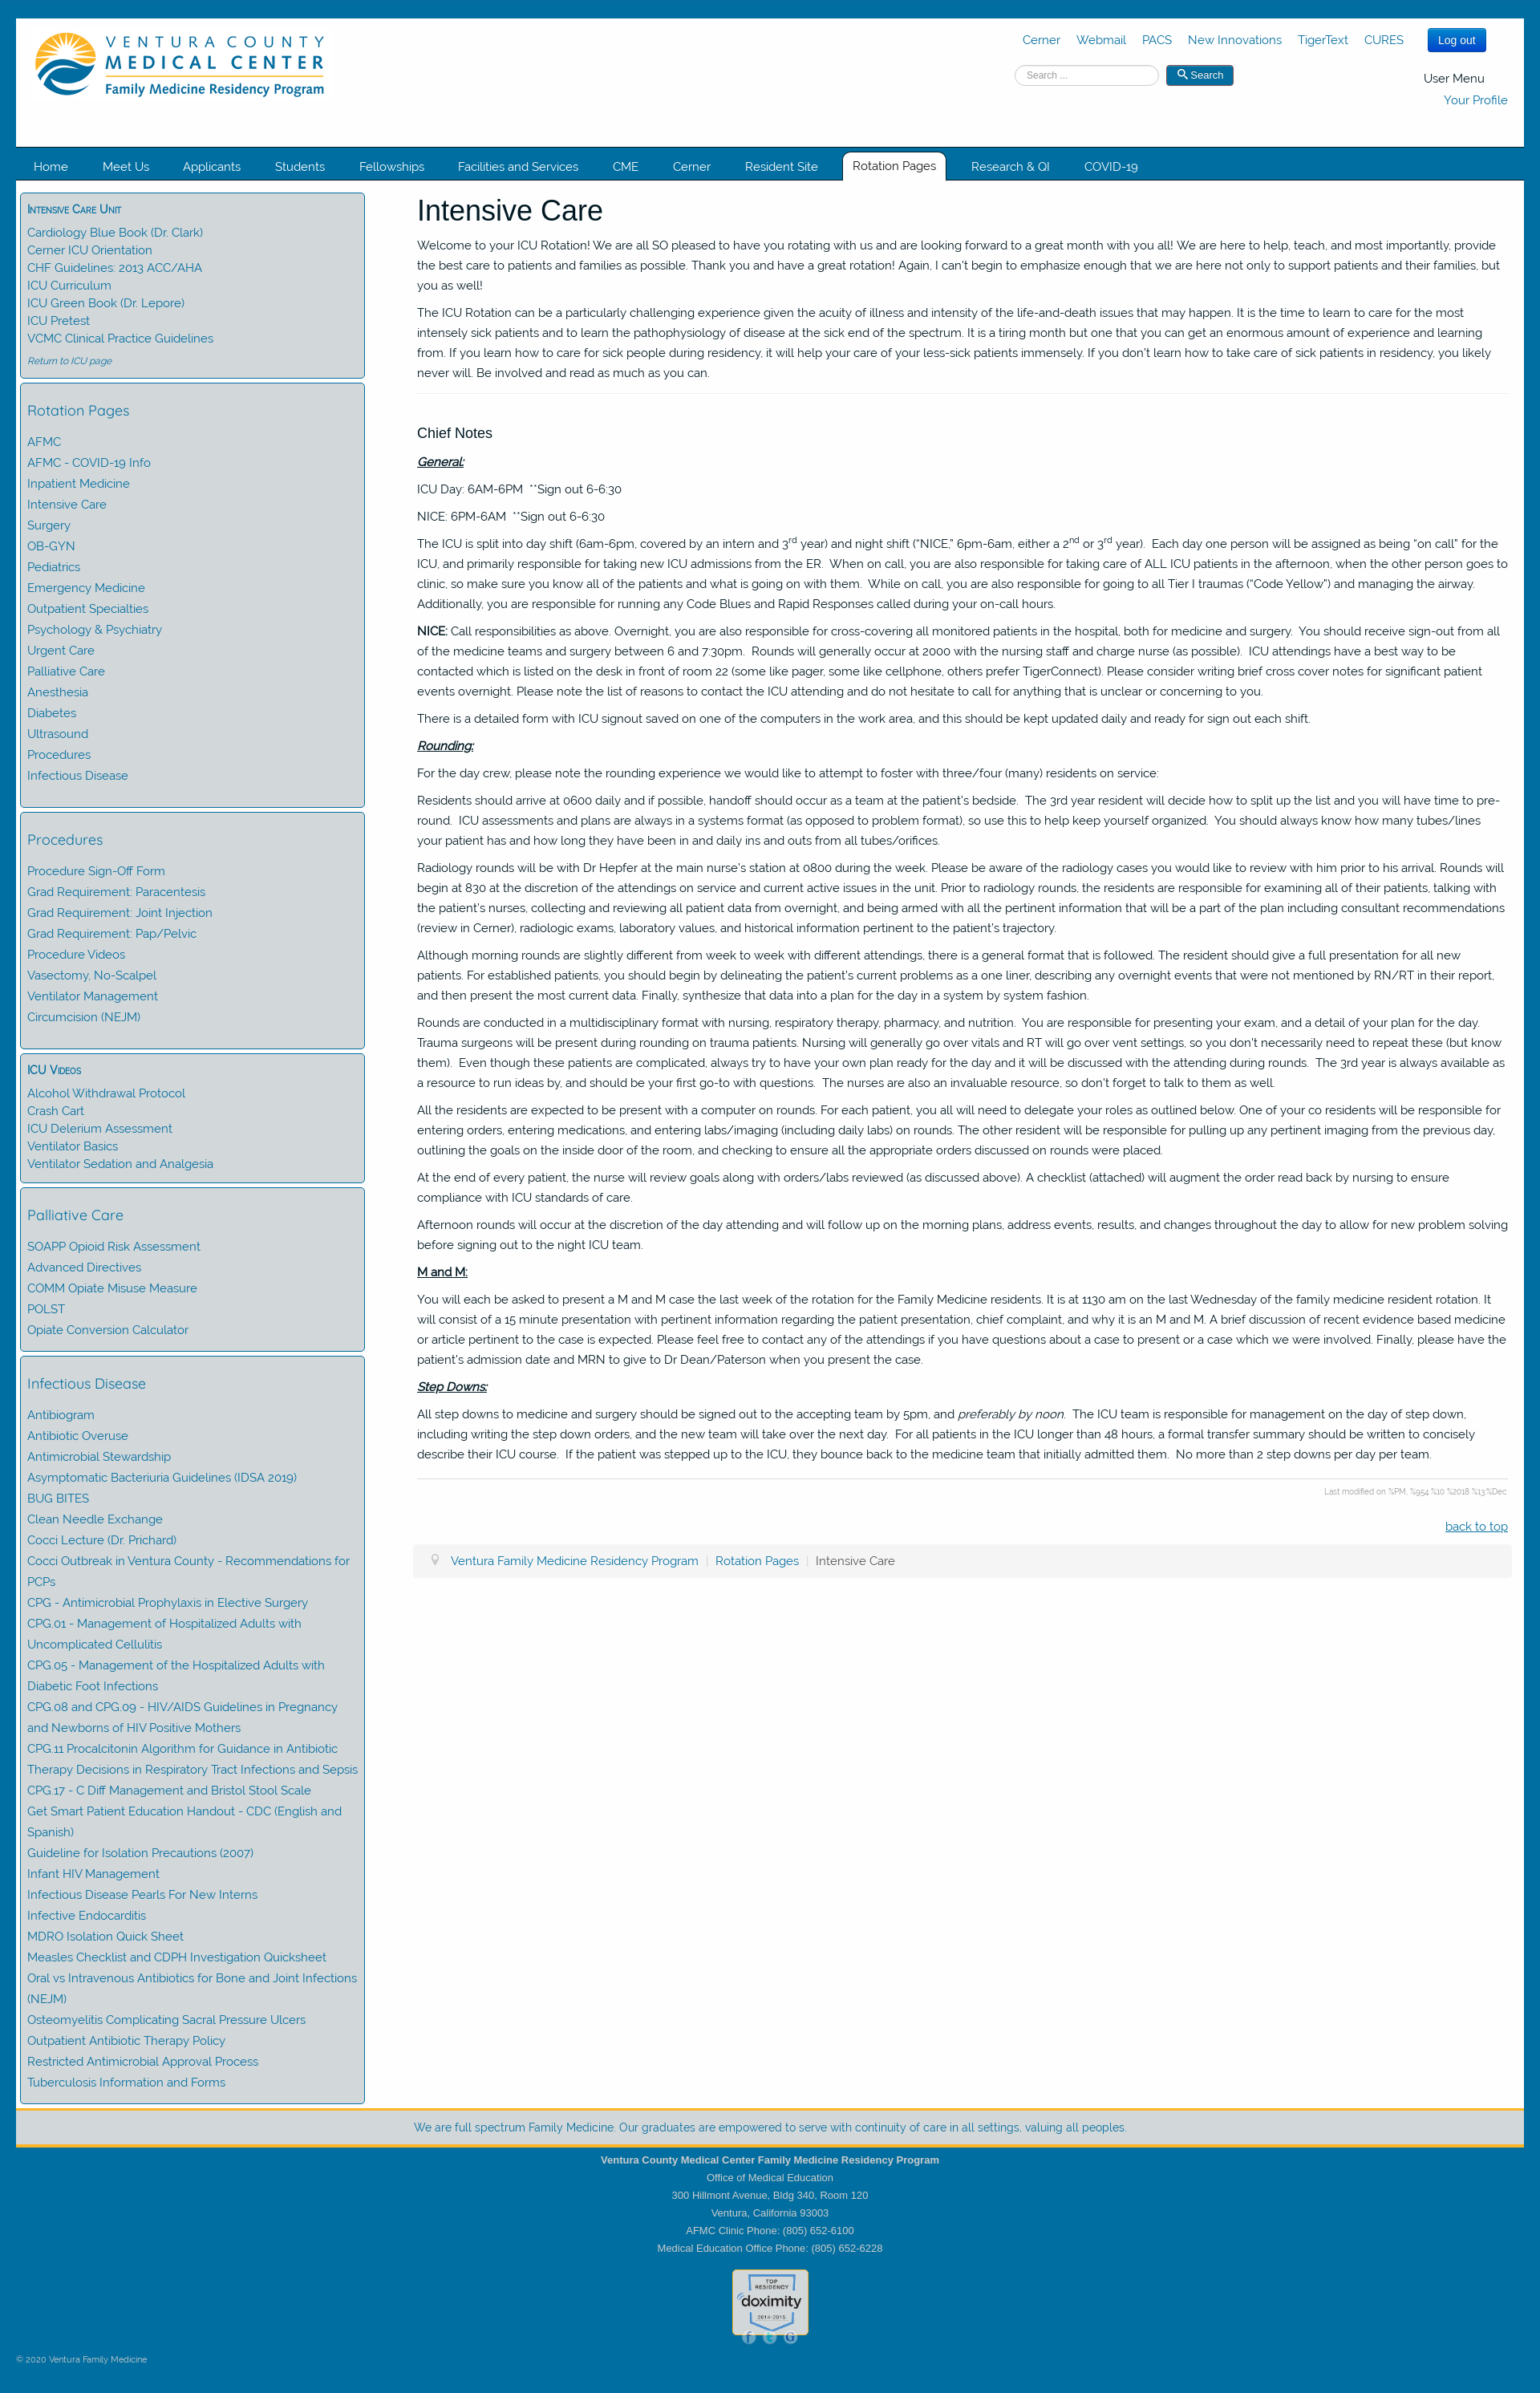 VENTURA COUNTY
MEDICAL CENTER
Family Medicine Residency Program
Cerner Webmail PACS New Innovations TigerText CURES Log out
Search ... Search
User Menu
Your Profile
Home Meet Us Applicants Students Fellowships Facilities and Services CME Cerner Resident Site Rotation Pages Research & QI COVID-19
Intensive Care Unit
Cardiology Blue Book (Dr. Clark)
Cerner ICU Orientation
CHF Guidelines: 2013 ACC/AHA
ICU Curriculum
ICU Green Book (Dr. Lepore)
ICU Pretest
VCMC Clinical Practice Guidelines
Return to ICU page
Rotation Pages
AFMC
AFMC - COVID-19 Info
Inpatient Medicine
Intensive Care
Surgery
OB-GYN
Pediatrics
Emergency Medicine
Outpatient Specialties
Psychology & Psychiatry
Urgent Care
Palliative Care
Anesthesia
Diabetes
Ultrasound
Procedures
Infectious Disease
Procedures
Procedure Sign-Off Form
Grad Requirement: Paracentesis
Grad Requirement: Joint Injection
Grad Requirement: Pap/Pelvic
Procedure Videos
Vasectomy, No-Scalpel
Ventilator Management
Circumcision (NEJM)
ICU Videos
Alcohol Withdrawal Protocol
Crash Cart
ICU Delerium Assessment
Ventilator Basics
Ventilator Sedation and Analgesia
Palliative Care
SOAPP Opioid Risk Assessment
Advanced Directives
COMM Opiate Misuse Measure
POLST
Opiate Conversion Calculator
Infectious Disease
Antibiogram
Antibiotic Overuse
Antimicrobial Stewardship
Asymptomatic Bacteriuria Guidelines (IDSA 2019)
BUG BITES
Clean Needle Exchange
Cocci Lecture (Dr. Prichard)
Cocci Outbreak in Ventura County - Recommendations for
PCPs
CPG - Antimicrobial Prophylaxis in Elective Surgery
CPG.01 - Management of Hospitalized Adults with
Uncomplicated Cellulitis
CPG.05 - Management of the Hospitalized Adults with
Diabetic Foot Infections
CPG.08 and CPG.09 - HIV/AIDS Guidelines in Pregnancy
and Newborns of HIV Positive Mothers
CPG.11 Procalcitonin Algorithm for Guidance in Antibiotic
Therapy Decisions in Respiratory Tract Infections and Sepsis
CPG.17 - C Diff Management and Bristol Stool Scale
Get Smart Patient Education Handout - CDC (English and
Spanish)
Guideline for Isolation Precautions (2007)
Infant HIV Management
Infectious Disease Pearls For New Interns
Infective Endocarditis
MDRO Isolation Quick Sheet
Measles Checklist and CDPH Investigation Quicksheet
Oral vs Intravenous Antibiotics for Bone and Joint Infections
(NEJM)
Osteomyelitis Complicating Sacral Pressure Ulcers
Outpatient Antibiotic Therapy Policy
Restricted Antimicrobial Approval Process
Tuberculosis Information and Forms
Intensive Care
Welcome to your ICU Rotation! We are all SO pleased to have you rotating with us and are looking forward to a great month with you all! We are here to help, teach, and most importantly, provide
the best care to patients and families as possible. Thank you and have a great rotation! Again, I can't begin to emphasize enough that we are here not only to support patients and their families, but
you as well!
The ICU Rotation can be a particularly challenging experience given the acuity of illness and intensity of the life-and-death issues that may happen. It is the time to learn to care for the most
intensely sick patients and to learn the pathophysiology of disease at the sick end of the spectrum. It is a tiring month but one that you can get an enormous amount of experience and learning
from. If you learn how to care for sick people during residency, it will help your care of your less-sick patients immensely. If you don't learn how to take care of sick patients in residency, you likely
never will. Be involved and read as much as you can.
Chief Notes
General:
ICU Day: 6AM-6PM **Sign out 6-6:30
NICE: 6PM-6AM **Sign out 6-6:30
The ICU is split into day shift (6am-6pm, covered by an intern and 3rd year) and night shift ("NICE," 6pm-6am, either a 2nd or 3rd year). Each day one person will be assigned as being "on call" for the
ICU, and primarily responsible for taking new ICU admissions from the ER. When on call, you are also responsible for taking care of ALL ICU patients in the afternoon, when the other person goes to
clinic, so make sure you know all of the patients and what is going on with them. While on call, you are also responsible for going to all Tier I traumas ("Code Yellow") and managing the airway.
Additionally, you are responsible for running any Code Blues and Rapid Responses called during your on-call hours.
NICE: Call responsibilities as above. Overnight, you are also responsible for cross-covering all monitored patients in the hospital, both for medicine and surgery. You should receive sign-out from all
of the medicine teams and surgery between 6 and 7:30pm. Rounds will generally occur at 2000 with the nursing staff and charge nurse (as possible). ICU attendings have a best way to be
contacted which is listed on the desk in front of room 22 (some like pager, some like cellphone, others prefer TigerConnect). Please consider writing brief cross cover notes for significant patient
events overnight. Please note the list of reasons to contact the ICU attending and do not hesitate to call for anything that is unclear or concerning to you.
There is a detailed form with ICU signout saved on one of the computers in the work area, and this should be kept updated daily and ready for sign out each shift.
Rounding:
For the day crew, please note the rounding experience we would like to attempt to foster with three/four (many) residents on service:
Residents should arrive at 0600 daily and if possible, handoff should occur as a team at the patient's bedside. The 3rd year resident will decide how to split up the list and you will have time to pre-
round. ICU assessments and plans are always in a systems format (as opposed to problem format), so use this to help keep yourself organized. You should always know how many tubes/lines
your patient has and how long they have been in and daily ins and outs from all tubes/orifices.
Radiology rounds will be with Dr Hepfer at the main nurse's station at 0800 during the week. Please be aware of the radiology cases you would like to review with him prior to his arrival. Rounds will
begin at 830 at the discretion of the attendings on service and current active issues in the unit. Prior to radiology rounds, the residents are responsible for examining all of their patients, talking with
the patient's nurses, collecting and reviewing all patient data from overnight, and being armed with all the pertinent information that will be a part of the plan including consultant recommendations
(review in Cerner), radiologic exams, laboratory values, and historical information pertinent to the patient's trajectory.
Although morning rounds are slightly different from week to week with different attendings, there is a general format that is followed. The resident should give a full presentation for all new
patients. For established patients, you should begin by delineating the patient's current problems as a one liner, describing any overnight events that were not mentioned by RN/RT in their report,
and then present the most current data. Finally, synthesize that data into a plan for the day in a system by system fashion.
Rounds are conducted in a multidisciplinary format with nursing, respiratory therapy, pharmacy, and nutrition. You are responsible for presenting your exam, and a detail of your plan for the day.
Trauma surgeons will be present during rounding on trauma patients. Nursing will generally go over vitals and RT will go over vent settings, so you don't necessarily need to repeat these (but know
them). Even though these patients are complicated, always try to have your own plan ready for the day and it will be discussed with the attending during rounds. The 3rd year is always available as
a resource to run ideas by, and should be your first go-to with questions. The nurses are also an invaluable resource, so don't forget to talk to them as well.
All the residents are expected to be present with a computer on rounds. For each patient, you all will need to delegate your roles as outlined below. One of your co residents will be responsible for
entering orders, entering medications, and entering labs/imaging (including daily labs) on rounds. The other resident will be responsible for pulling up any pertinent imaging from the previous day,
outlining the goals on the inside door of the room, and checking to ensure all the appropriate orders discussed on rounds were placed.
At the end of every patient, the nurse will review goals along with orders/labs reviewed (as discussed above). A checklist (attached) will augment the order read back by nursing to ensure
compliance with ICU standards of care.
Afternoon rounds will occur at the discretion of the day attending and will follow up on the morning plans, address events, results, and changes throughout the day to allow for new problem solving
before signing out to the night ICU team.
M and M:
You will each be asked to present a M and M case the last week of the rotation for the Family Medicine residents. It is at 1130 am on the last Wednesday of the family medicine resident rotation. It
will consist of a 15 minute presentation with pertinent information regarding the patient presentation, chief complaint, and why it is an M and M. A brief discussion of recent evidence based medicine
or article pertinent to the case is expected. Please feel free to contact any of the attendings if you have questions about a case to present or a case which we were involved. Finally, please have the
patient's admission date and MRN to give to Dr Dean/Paterson when you present the case.
Step Downs:
All step downs to medicine and surgery should be signed out to the accepting team by 5pm, and preferably by noon. The ICU team is responsible for management on the day of step down,
including writing the step down orders, and the new team will take over the next day. For all patients in the ICU longer than 48 hours, a formal transfer summary should be written to concisely
describe their ICU course. If the patient was stepped up to the ICU, they bounce back to the medicine team that initially admitted them. No more than 2 step downs per day per team.
Last modified on %PM, %954 %10 %2018 %13:%Dec
back to top
Ventura Family Medicine Residency Program | Rotation Pages | Intensive Care
We are full spectrum Family Medicine. Our graduates are empowered to serve with continuity of care in all settings, valuing all peoples.
Ventura County Medical Center Family Medicine Residency Program
Office of Medical Education
300 Hillmont Avenue, Bldg 340, Room 120
Ventura, California 93003
AFMC Clinic Phone: (805) 652-6100
Medical Education Office Phone: (805) 652-6228
TOP
RESIDENCY
doximity
2014-2015
© 2020 Ventura Family Medicine